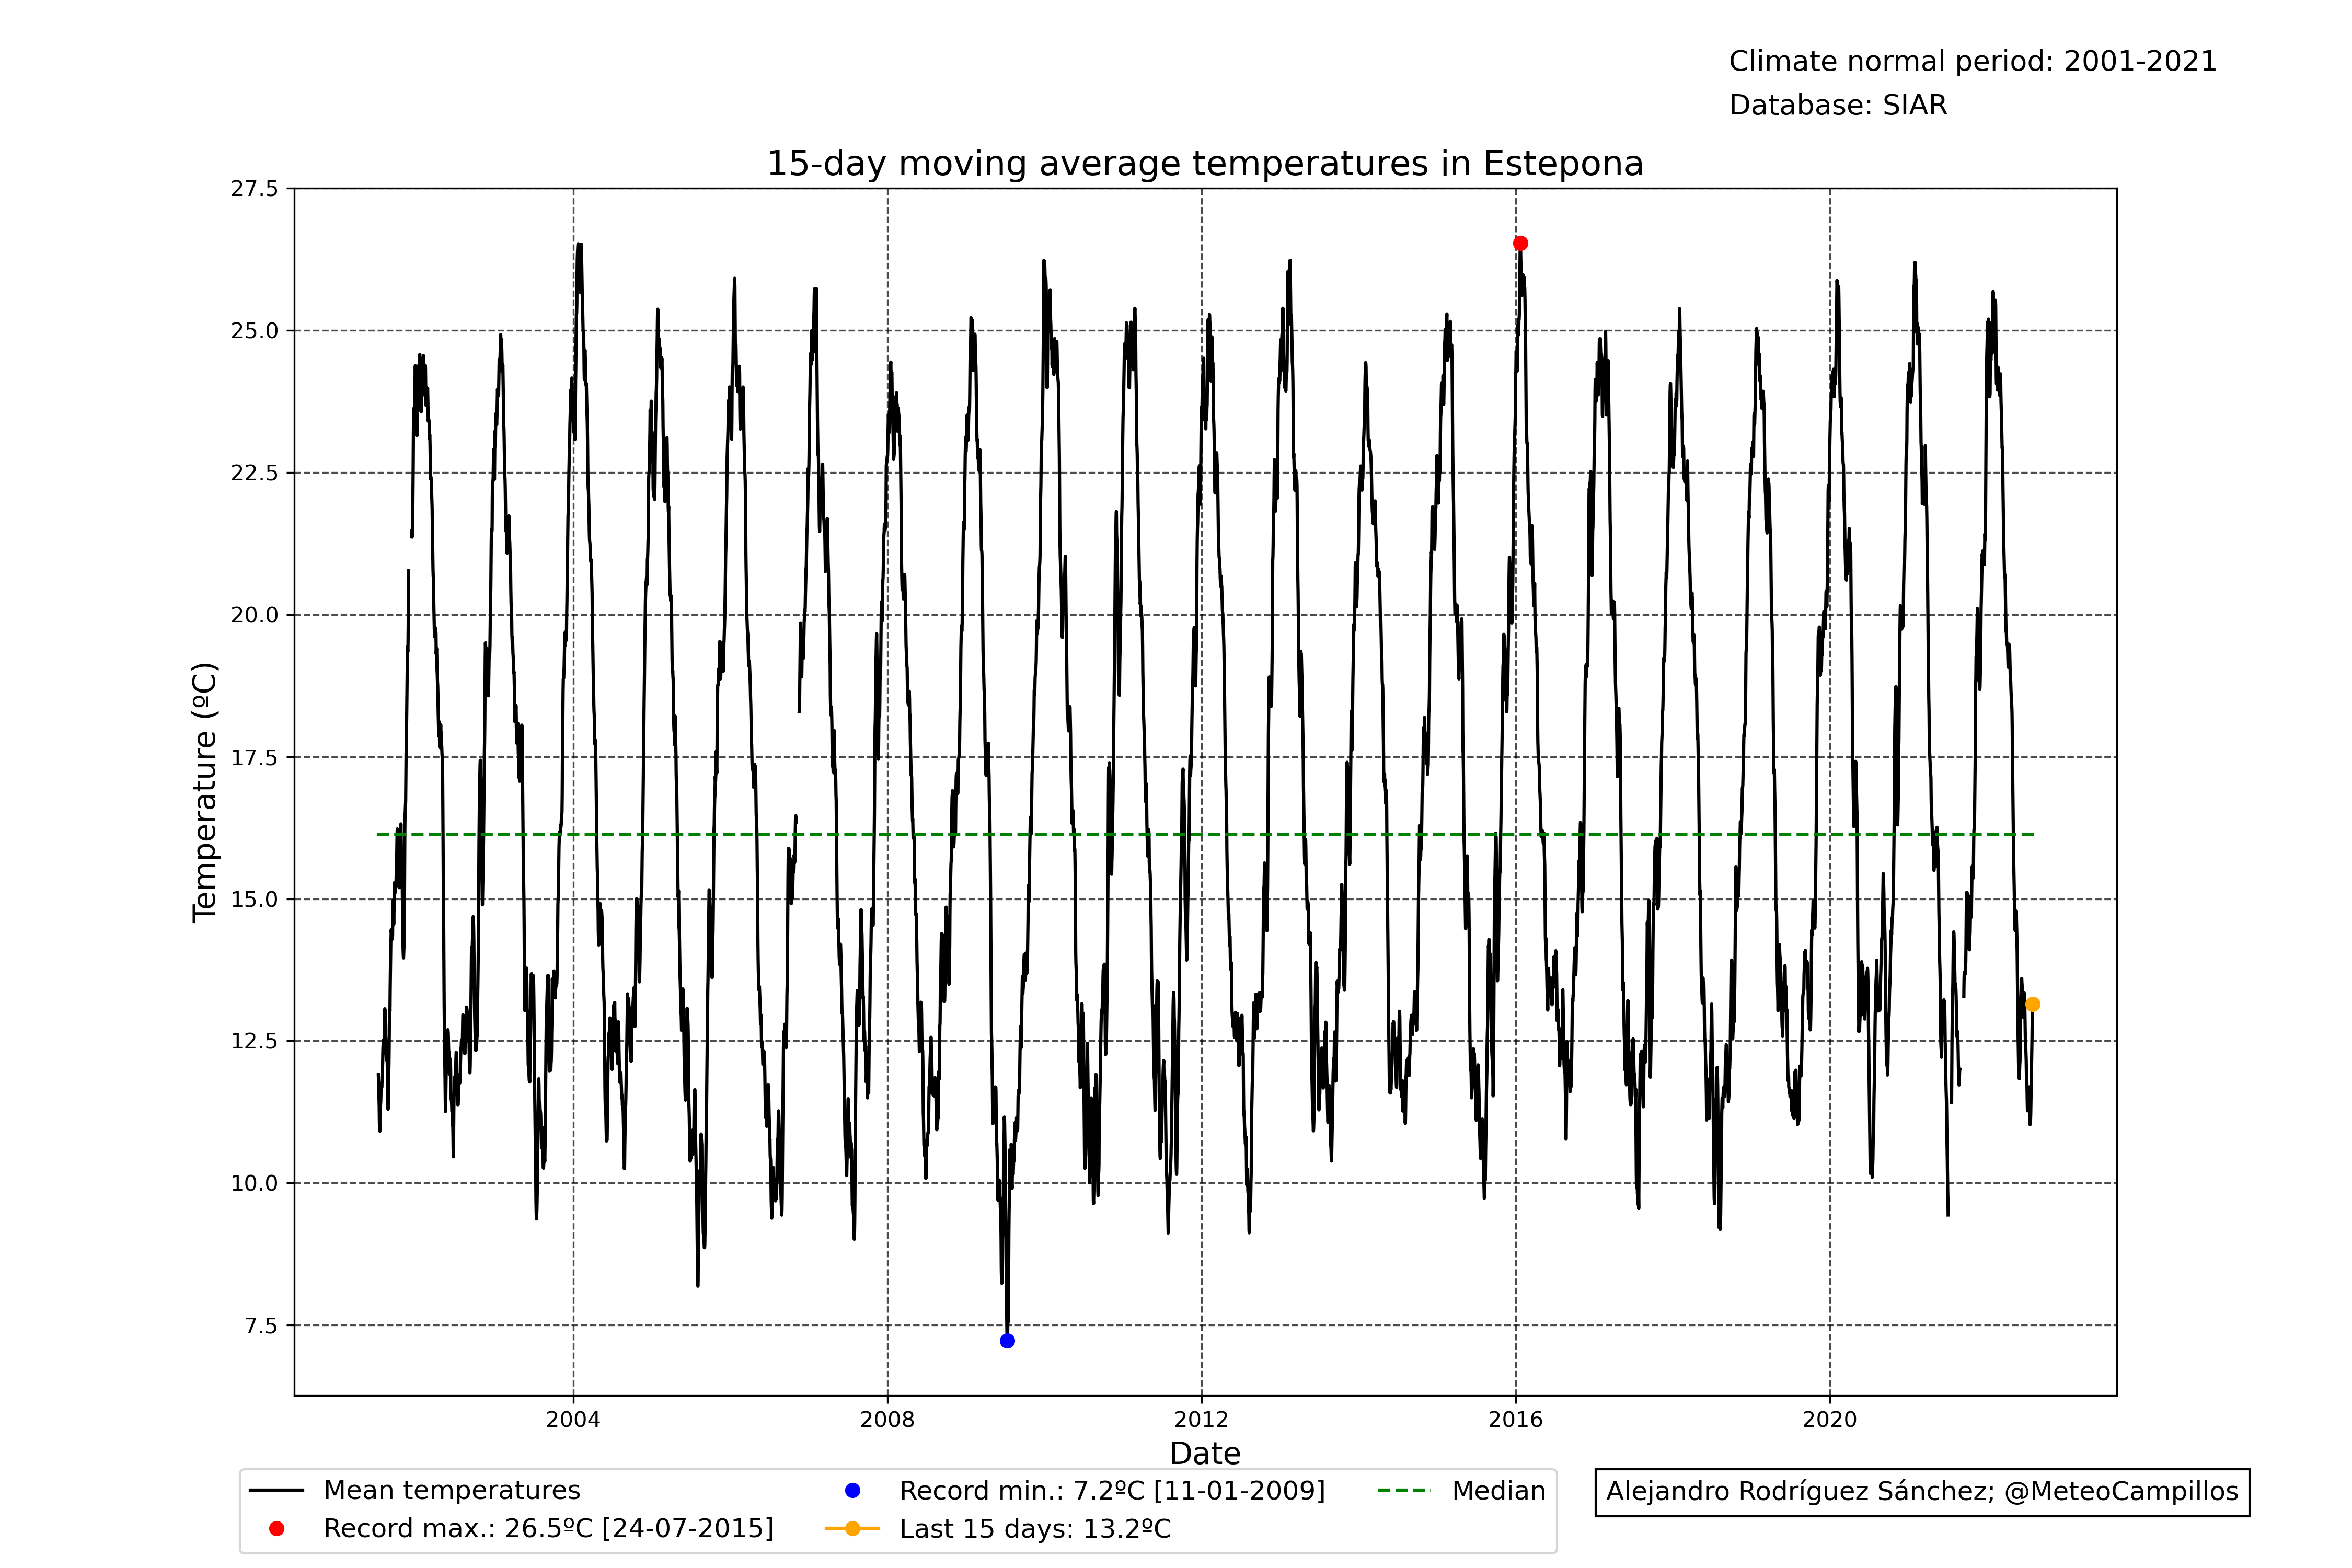 Climate normal period: 2001-2021
Database: SIAR
15-day moving average temperatures in Estepona
27.5
25.0
22.5
20.0
17.5
15.0
12.5
10.0
7.5
Temperature (ºC)
2004 2008 2012 2016 2020
Date
Mean temperatures
Record max.: 26.5ºC [24-07-2015]
Record min.: 7.2ºC [11-01-2009]
Last 15 days: 13.2ºC
Median
Alejandro Rodríguez Sánchez; @MeteoCampillos